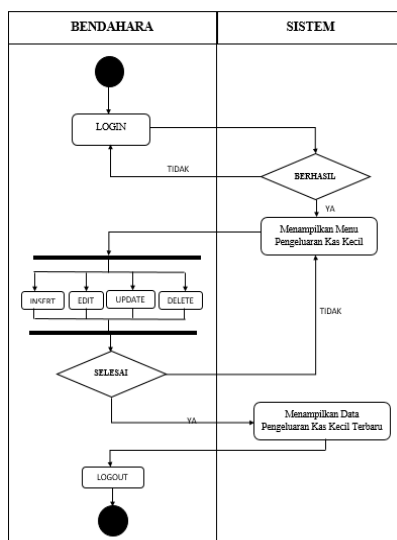 BENDAHARA
SISTEM
LOGIN
TIDAK
BERHASIL
YA
Menampilkan Menu
Pengeluaran Kas Kecil
INSERT
EDIT
UPDATE
DELETE
TIDAK
SELESAI
YA
Menampilkan Data
Pengeluaran Kas Kecil Terbaru
LOGOUT